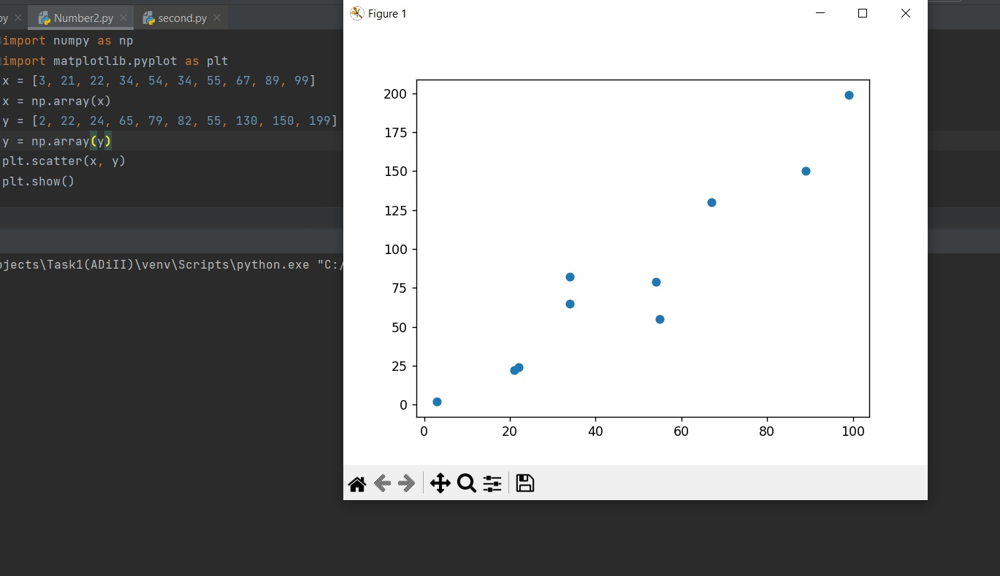 py Number2.py second.py
import numpy as np
import matplotlib.pyplot as plt
x = [3, 21, 22, 34, 54, 34, 55, 67, 89, 99]
x = np.array(x)
y = [2, 22, 24, 65, 79, 82, 55, 130, 150, 199]
y = np.array(y)
plt.scatter(x, y)
plt.show()
ojects\Task1(ADiII)\venv\Scripts\python.exe "C:/
Figure 1
200
175
150
125
100
75
50
25
0
0 20 40 60 80 100